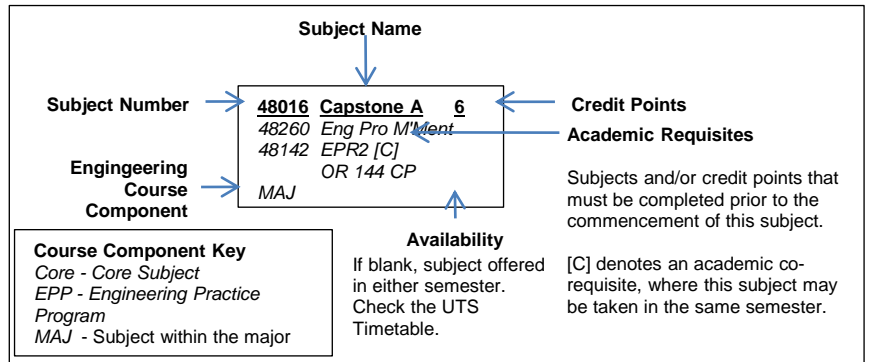 Subject Name
Subject Number
48016 Capstone A 6
48260 Eng Pro M'Ment
48142 EPR2 [C]
OR 144 CP
MAJ
Credit Points
Academic Requisites
Subjects and/or credit points that
must be completed prior to the
commencement of this subject.
[C] denotes an academic co-
requisite, where this subject may
be taken in the same semester.
Engingeering
Course
Component
Availability
If blank, subject offered
in either semester.
Check the UTS
Timetable.
Course Component Key
Core - Core Subject
EPP - Engineering Practice
Program
MAJ - Subject within the major